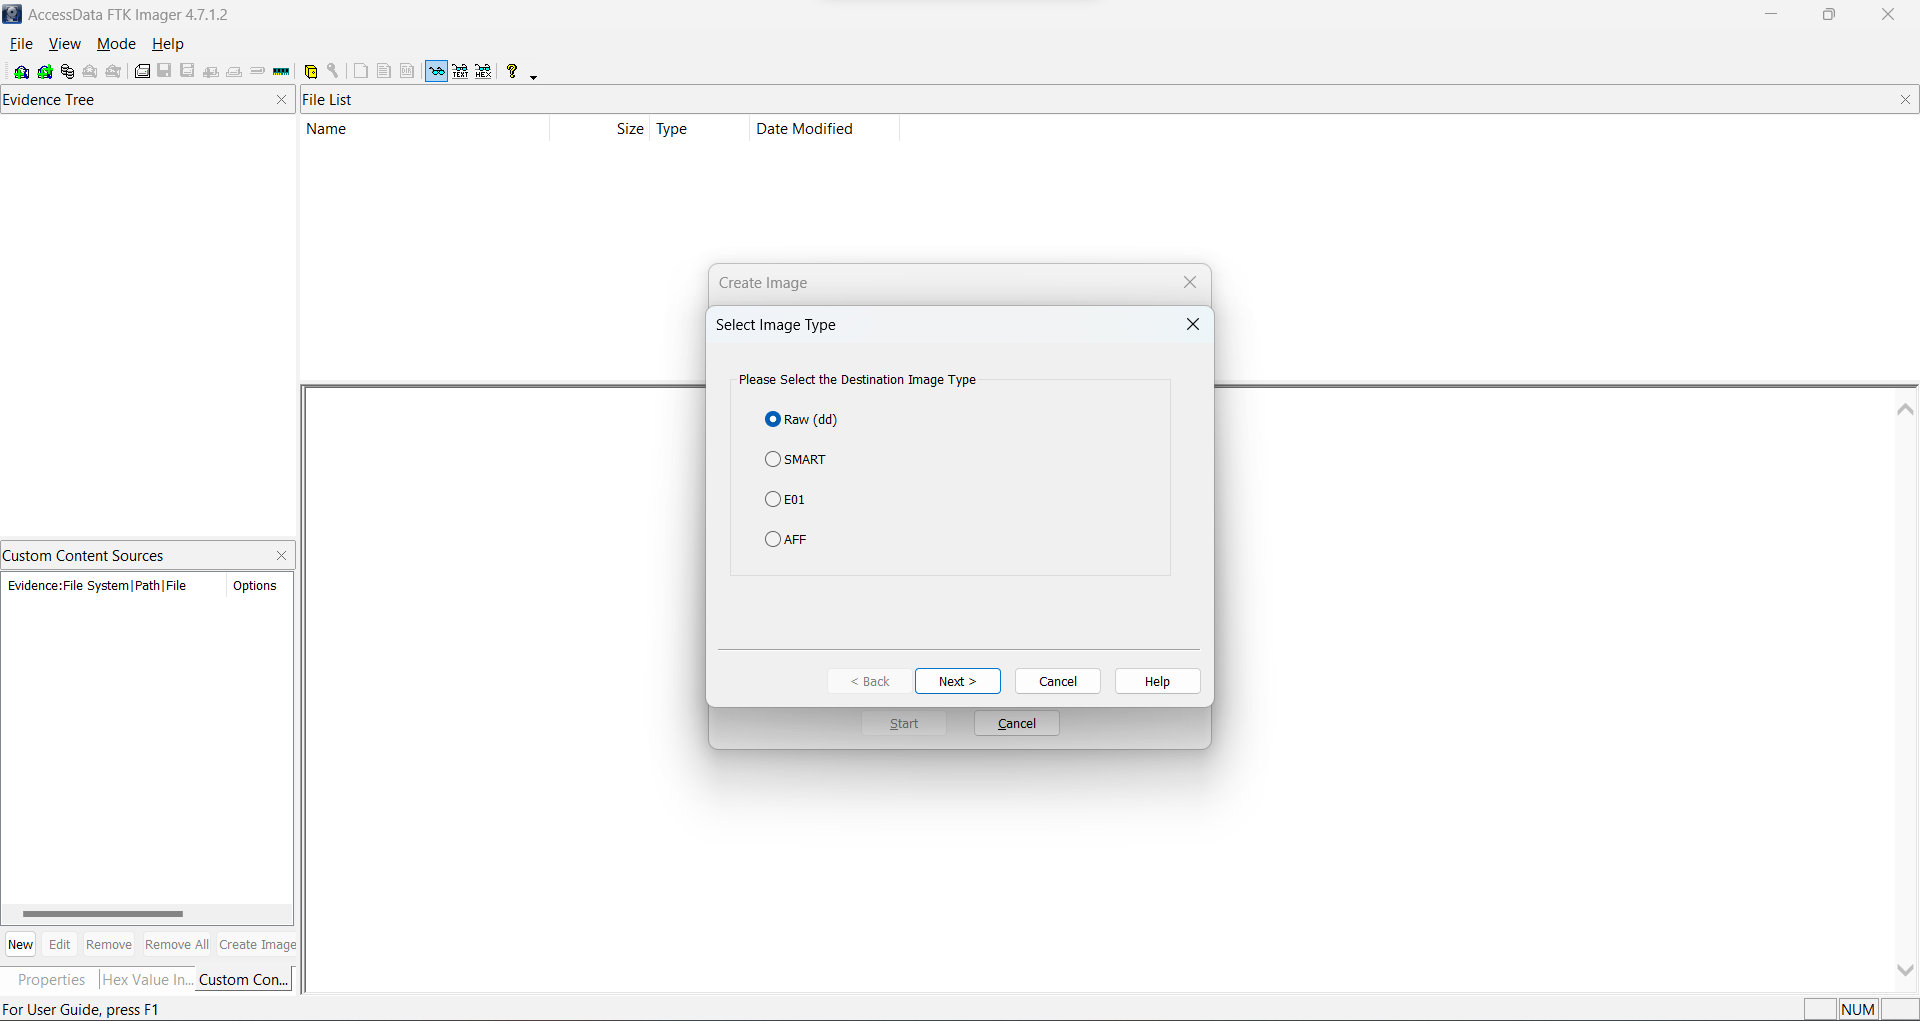 AccessData FTK Imager 4.7.1.2
File View Mode Help
TEXT HEX ?
Evidence Tree
File List
Name Size Type Date Modified
Create Image
Select Image Type
Please Select the Destination Image Type
Raw (dd)
SMART
E01
AFF
< Back Next > Cancel Help
Start Cancel
Custom Content Sources
Evidence:File System|Path|File Options
New Edit Remove Remove All Create Image
Properties Hex Value In... Custom Con...
For User Guide, press F1
NUM